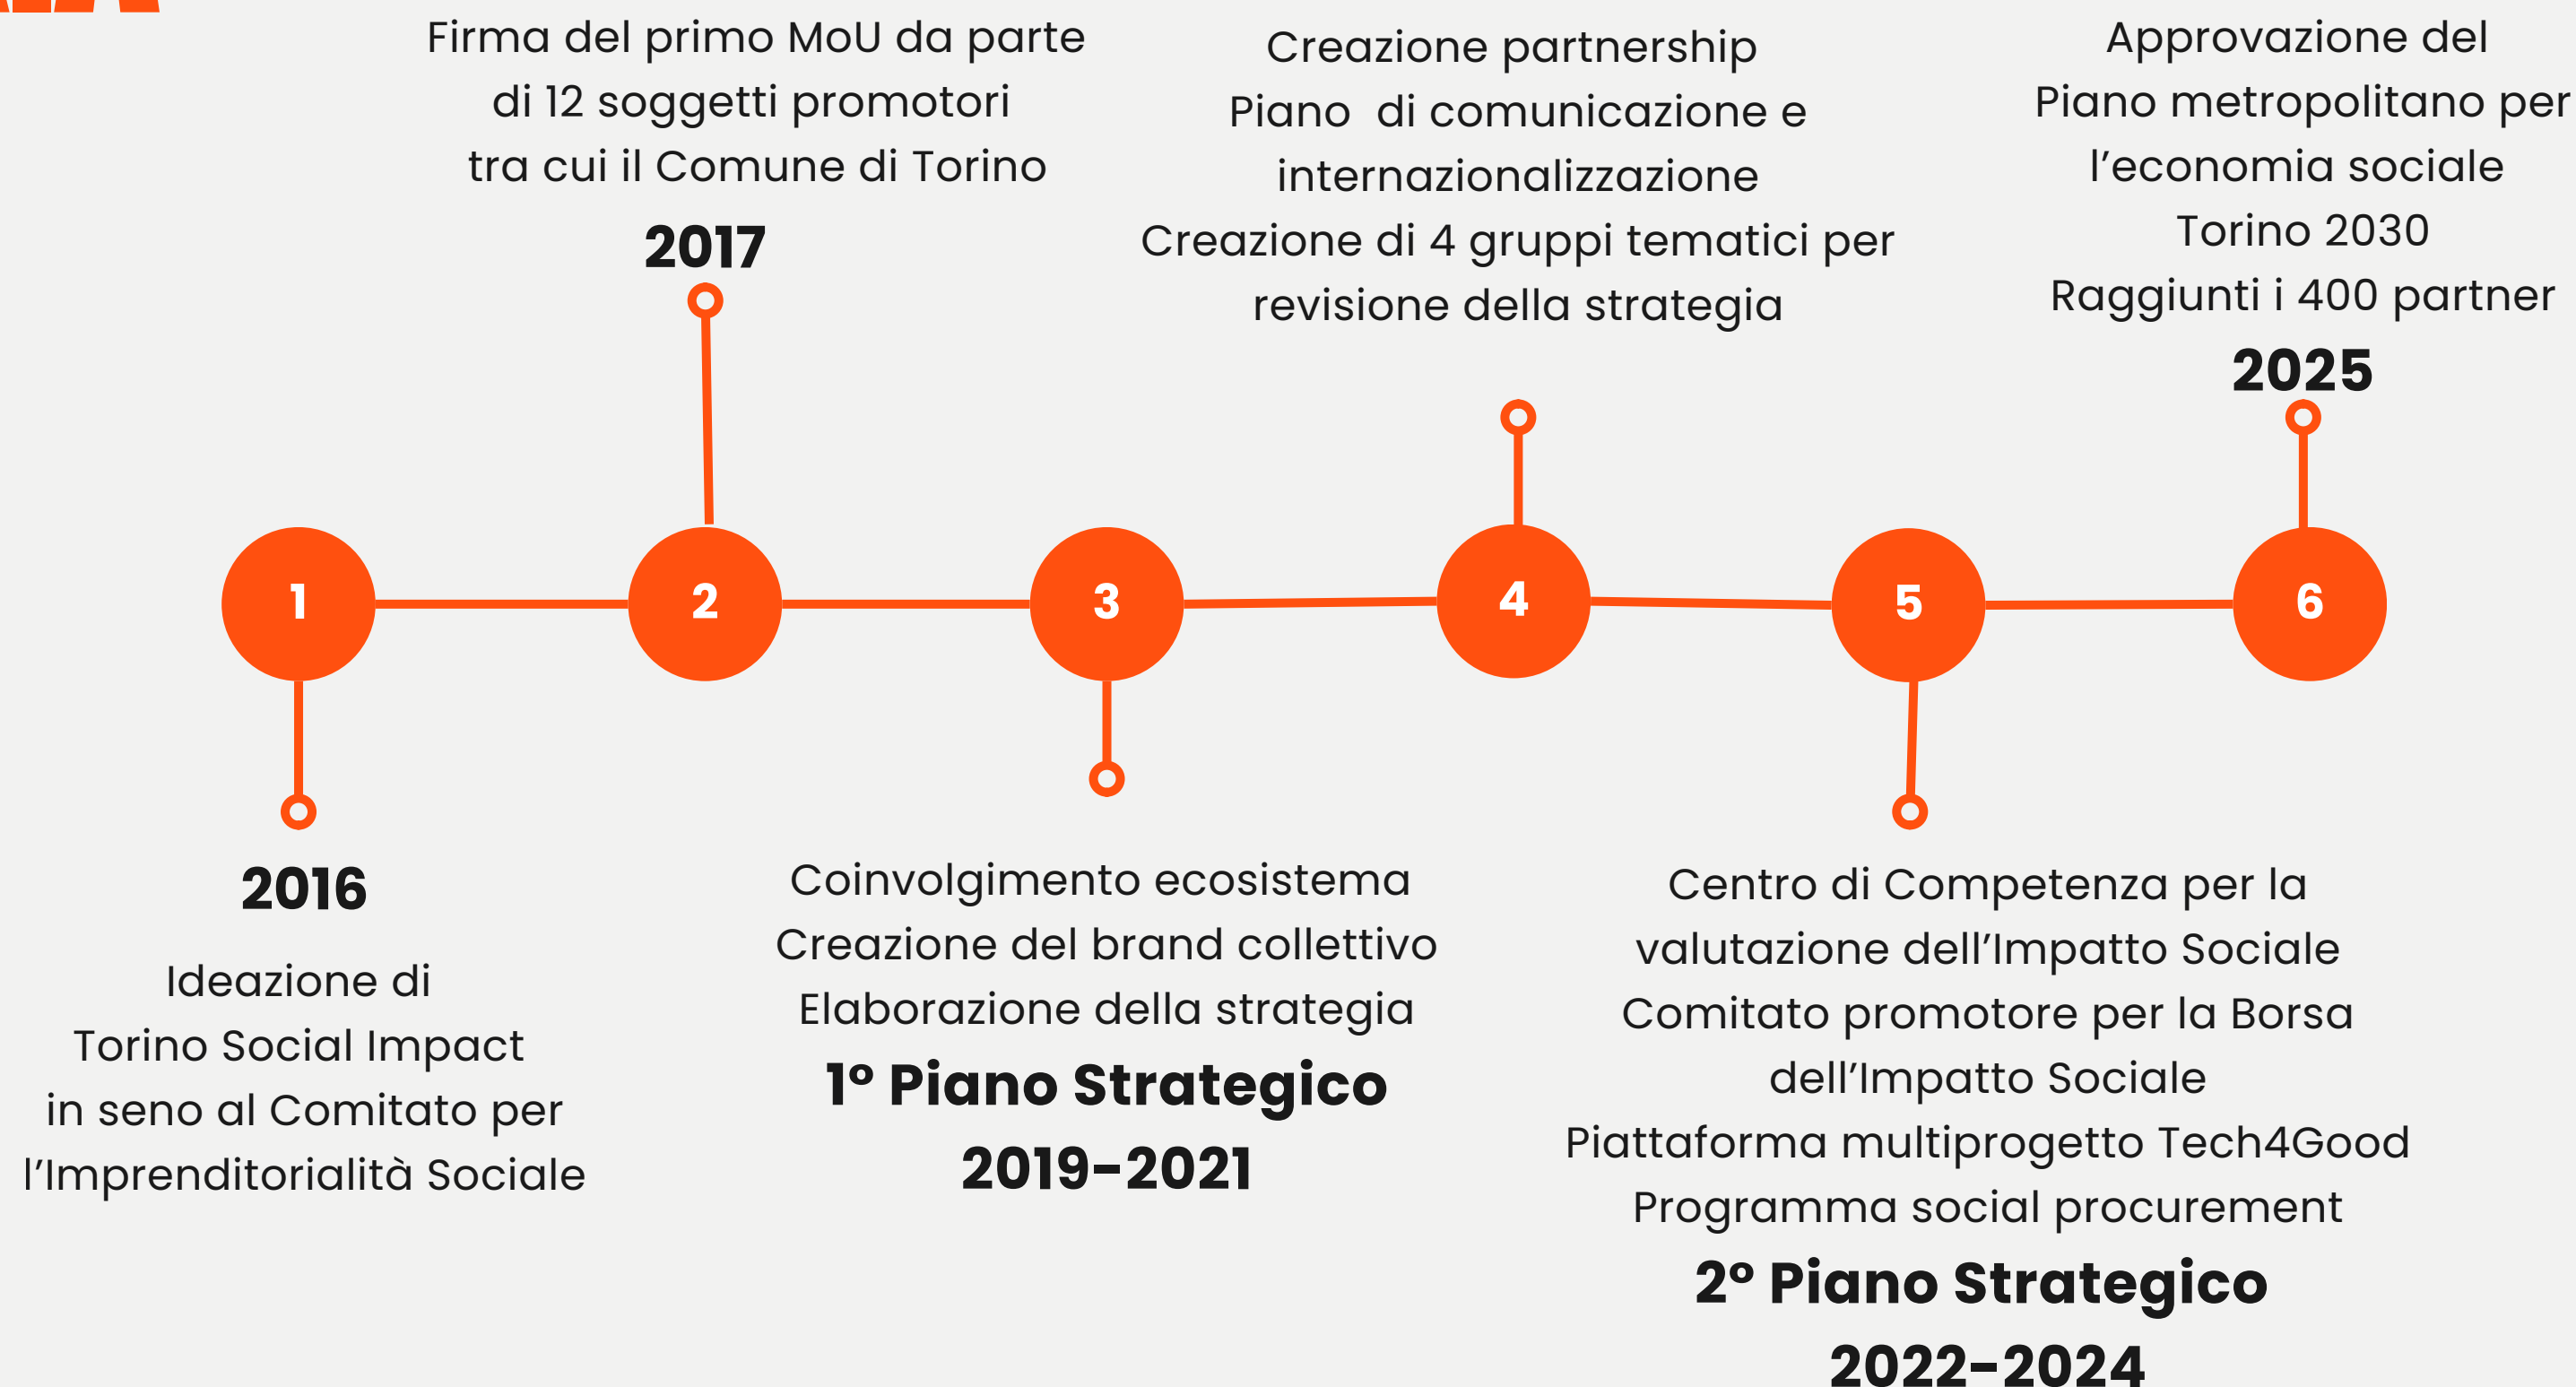 Firma del primo MoU da parte
di 12 soggetti promotori
tra cui il Comune di Torino
2017
Creazione partnership
Piano  di comunicazione e
internazionalizzazione
Creazione di 4 gruppi tematici per
revisione della strategia
Approvazione del
Piano metropolitano per
l’economia sociale
Torino 2030
Raggiunti i 400 partner
2025
1
2
3
4
5
6
2016
Ideazione di
Torino Social Impact
in seno al Comitato per
l’Imprenditorialità Sociale
Coinvolgimento ecosistema
Creazione del brand collettivo
Elaborazione della strategia
1° Piano Strategico
2019-2021
Centro di Competenza per la
valutazione dell’Impatto Sociale
Comitato promotore per la Borsa
dell’Impatto Sociale
Piattaforma multiprogetto Tech4Good
Programma social procurement
2° Piano Strategico
2022-2024